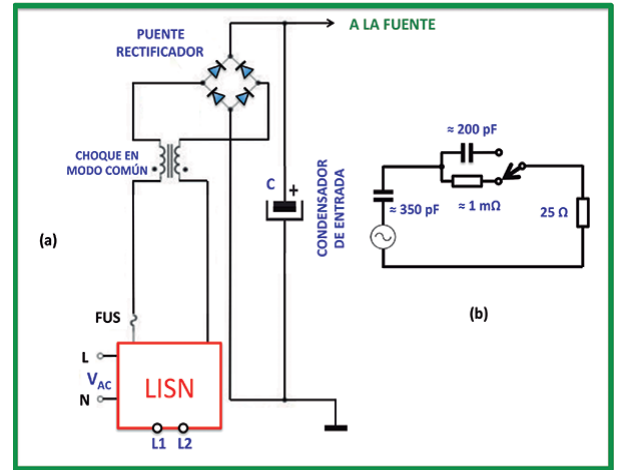 A LA FUENTE
PUENTE
RECTIFICADOR
CHOQUE EN
MODO COMÚN
C
+
CONDENSADOR
DE ENTRADA
(a)
FUS
L
V_AC
N
LISN
L1 L2
≈ 200 pF
≈ 350 pF
≈ 1 mΩ
25 Ω
(b)